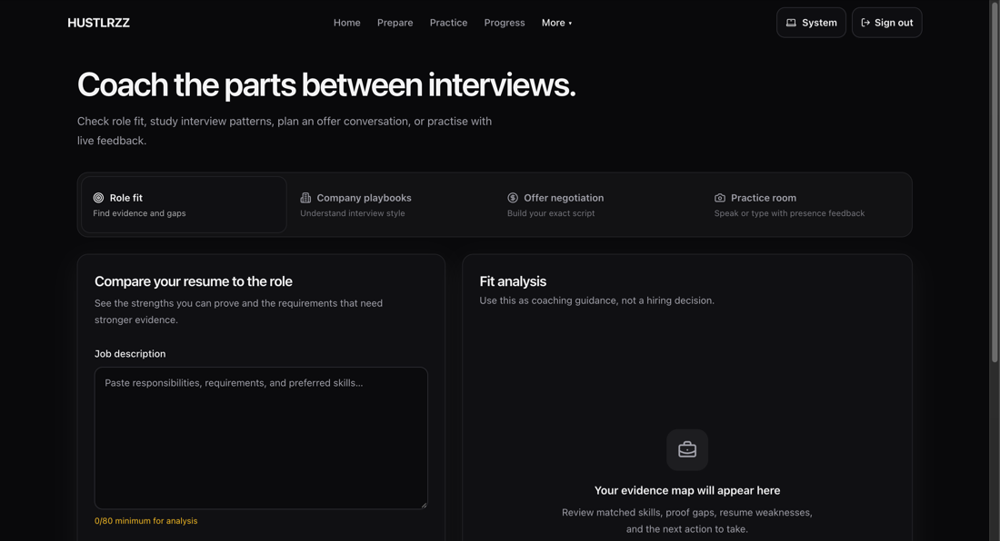 HUSTLRZZ
Home
Prepare
Practice
Progress
More
System
Sign out
Coach the parts between interviews.
Check role fit, study interview patterns, plan an offer conversation, or practise with
live feedback.
Role fit
Find evidence and gaps
Company playbooks
Understand interview style
Offer negotiation
Build your exact script
Practice room
Speak or type with presence feedback
Compare your resume to the role
See the strengths you can prove and the requirements that need
stronger evidence.
Job description
Paste responsibilities, requirements, and preferred skills...
0/80 minimum for analysis
Fit analysis
Use this as coaching guidance, not a hiring decision.
Your evidence map will appear here
Review matched skills, proof gaps, resume weaknesses,
and the next action to take.